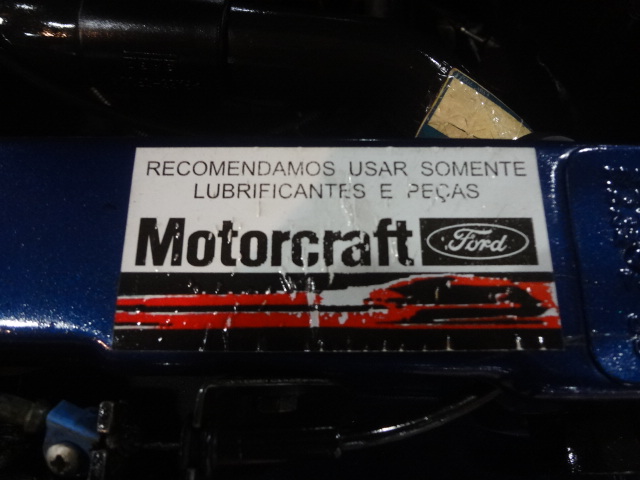 RECOMENDAMOS USAR SOMENTE
LUBRIFICANTES E PEÇAS
Motorcraft Ford